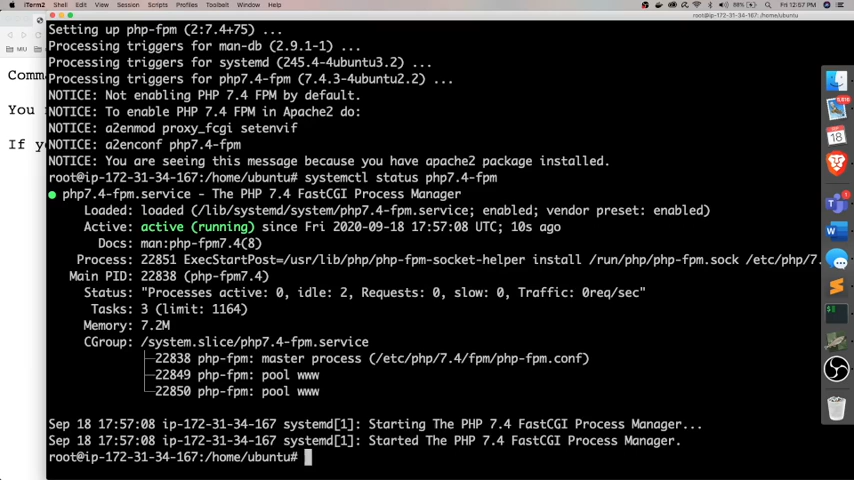 iTerm2 Shell Edit View Session Scripts Profiles Toolbelt Window Help 88% Fri 12:57 PM
root@ip-172-31-34-167: /home/ubuntu
MIU
Comm
You
If y
Setting up php-fpm (2:7.4+75) ...
Processing triggers for man-db (2.9.1-1) ...
Processing triggers for systemd (245.4-4ubuntu3.2) ...
Processing triggers for php7.4-fpm (7.4.3-4ubuntu2.2) ...
NOTICE: Not enabling PHP 7.4 FPM by default.
NOTICE: To enable PHP 7.4 FPM in Apache2 do:
NOTICE: a2enmod proxy_fcgi setenvif
NOTICE: a2enconf php7.4-fpm
NOTICE: You are seeing this message because you have apache2 package installed.
root@ip-172-31-34-167:/home/ubuntu# systemctl status php7.4-fpm
● php7.4-fpm.service - The PHP 7.4 FastCGI Process Manager
Loaded: loaded (/lib/systemd/system/php7.4-fpm.service; enabled; vendor preset: enabled)
Active: active (running) since Fri 2020-09-18 17:57:08 UTC; 10s ago
Docs: man:php-fpm7.4(8)
Process: 22851 ExecStartPost=/usr/lib/php/php-fpm-socket-helper install /run/php/php-fpm.sock /etc/php/7.
Main PID: 22838 (php-fpm7.4)
Status: "Processes active: 0, idle: 2, Requests: 0, slow: 0, Traffic: 0req/sec"
Tasks: 3 (limit: 1164)
Memory: 7.2M
CGroup: /system.slice/php7.4-fpm.service
├─22838 php-fpm: master process (/etc/php/7.4/fpm/php-fpm.conf)
├─22849 php-fpm: pool www
└─22850 php-fpm: pool www
Sep 18 17:57:08 ip-172-31-34-167 systemd[1]: Starting The PHP 7.4 FastCGI Process Manager...
Sep 18 17:57:08 ip-172-31-34-167 systemd[1]: Started The PHP 7.4 FastCGI Process Manager.
root@ip-172-31-34-167:/home/ubuntu#
18